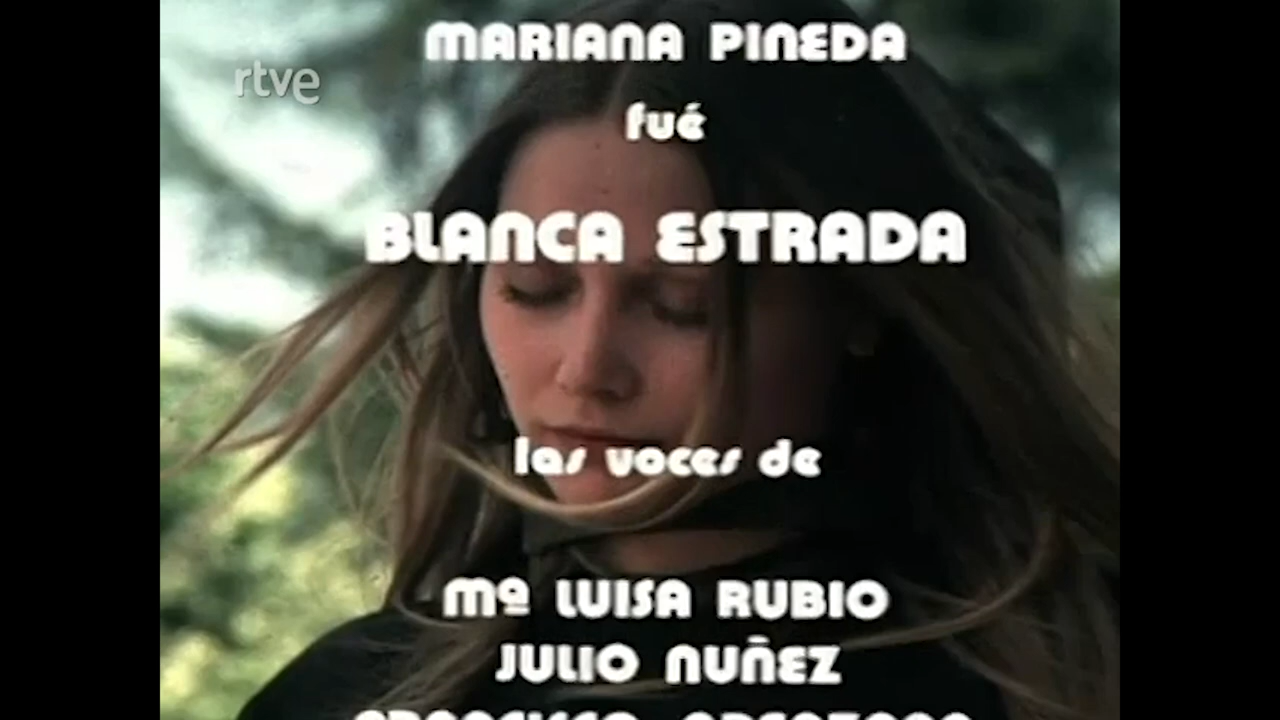 MARIANA PINEDA
rtve
fué
BLANCA ESTRADA
las voces de
Mª LUISA RUBIO
JULIO NUÑEZ